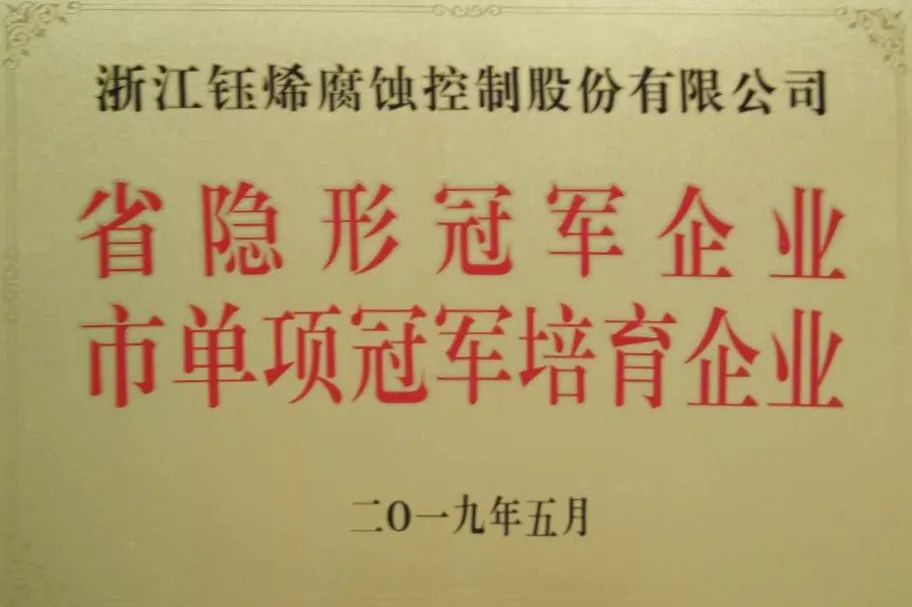 浙江钰烯腐蚀控制股份有限公司
省隐形冠军企业
市单项冠军培育企业
二O一九年五月